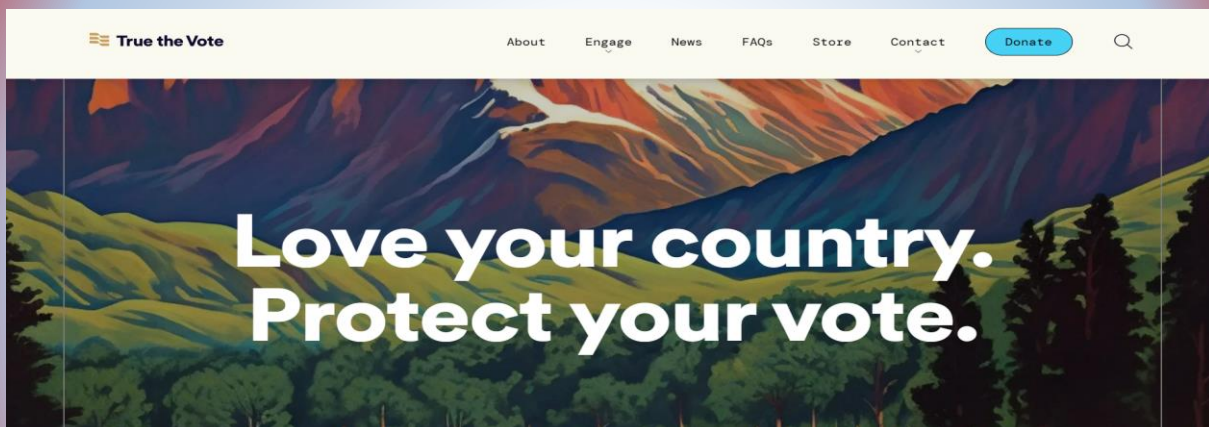 True the Vote
About Engage News FAQs Store Contact Donate
Love your country.
Protect your vote.